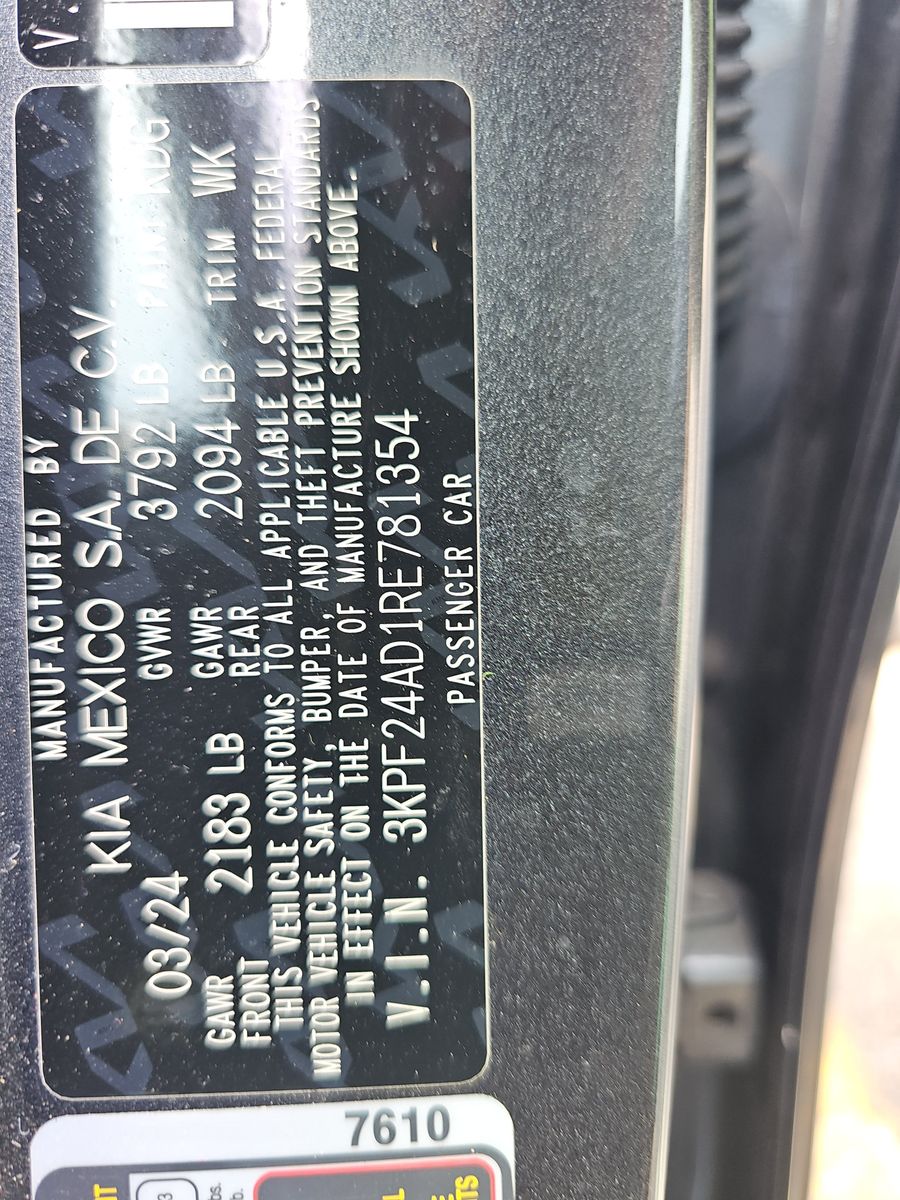 MANUFACTURED BY
KIA MEXICO S.A. DE C.V.
03/24 GVWR 3792 LB PAINT KDG
GAWR FRONT 2183 LB GAWR REAR 2094 LB TRIM WK
THIS VEHICLE CONFORMS TO ALL APPLICABLE U.S.A. FEDERAL
MOTOR VEHICLE SAFETY, BUMPER, AND THEFT PREVENTION STANDARDS
IN EFFECT ON THE DATE OF MANUFACTURE SHOWN ABOVE.
V.I.N. 3KPF24AD1RE781354
PASSENGER CAR
7610